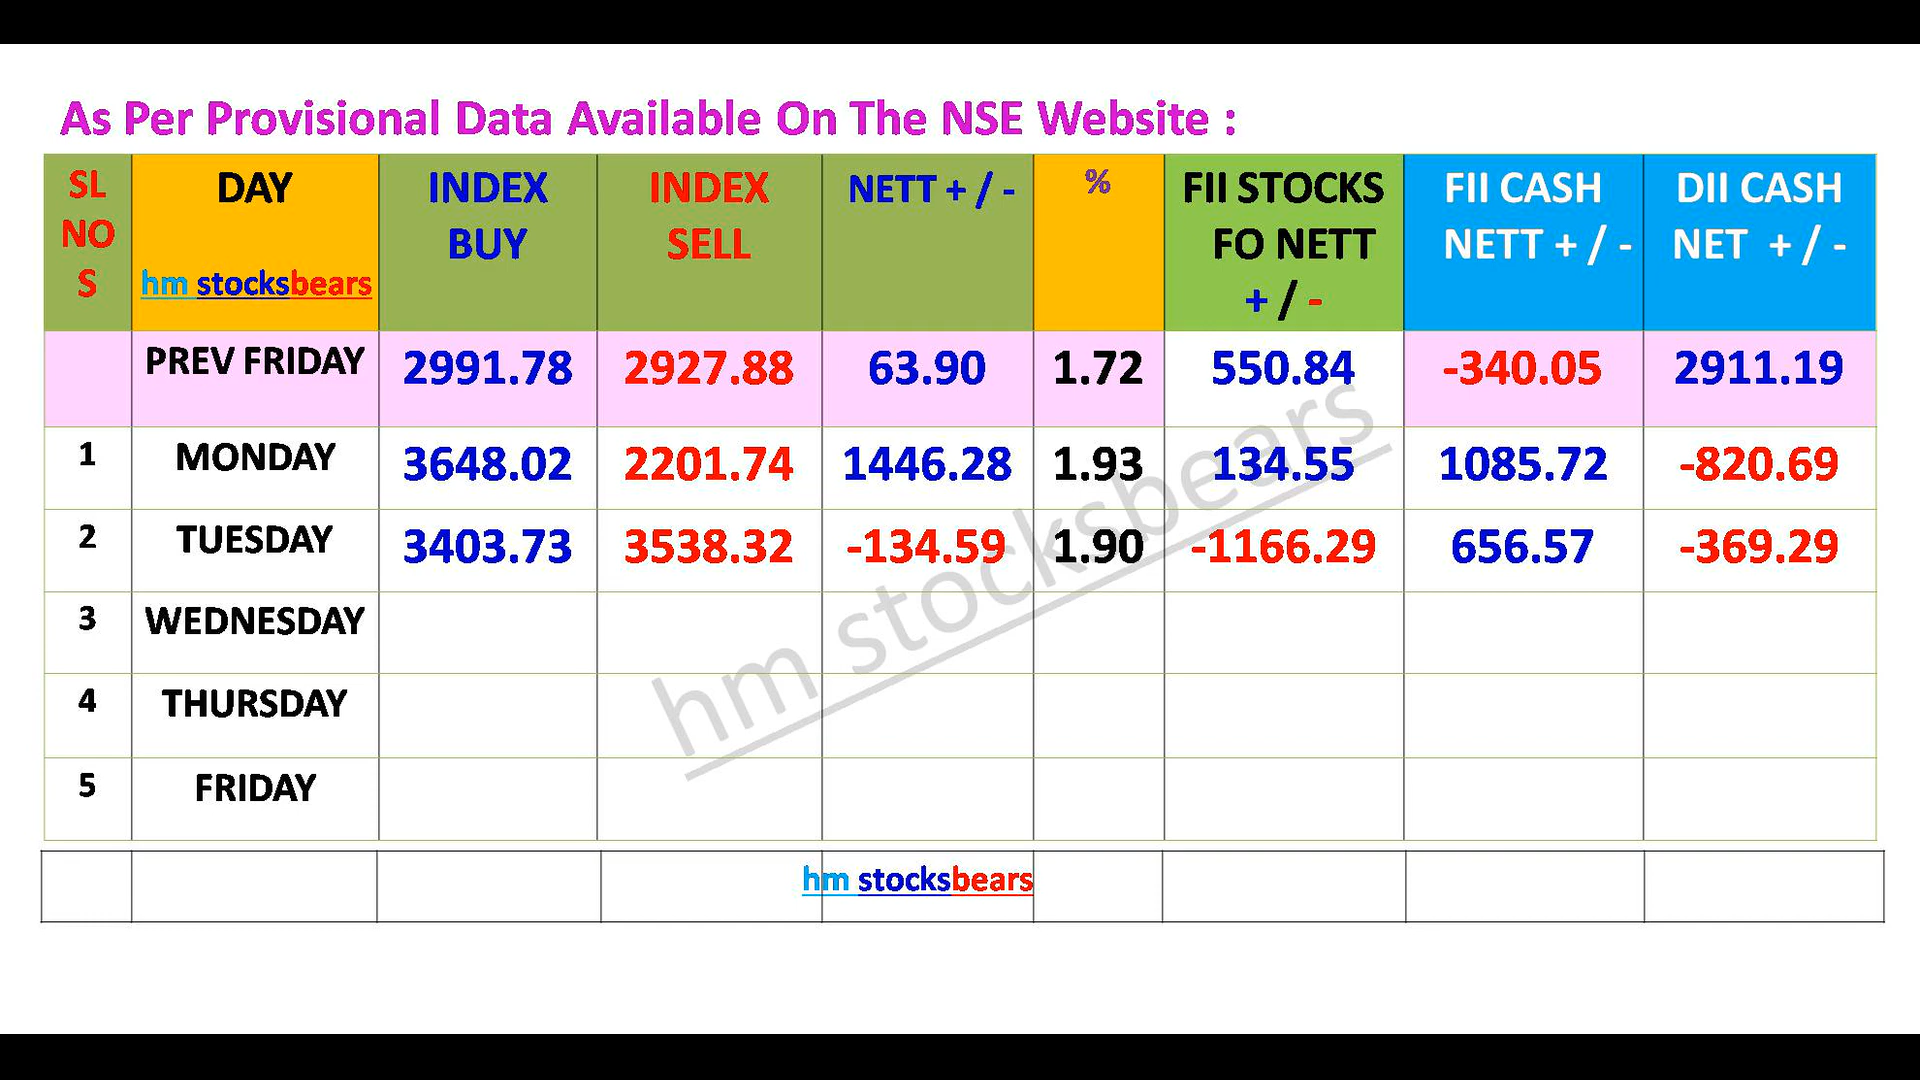 As Per Provisional Data Available On The NSE Website :
SL NO S DAY hm stocksbears INDEX BUY INDEX SELL NETT + / - % FII STOCKS FO NETT + / - FII CASH NETT + / - DII CASH NET + / -
PREV FRIDAY 2991.78 2927.88 63.90 1.72 550.84 -340.05 2911.19
1 MONDAY 3648.02 2201.74 1446.28 1.93 134.55 1085.72 -820.69
2 TUESDAY 3403.73 3538.32 -134.59 1.90 -1166.29 656.57 -369.29
3 WEDNESDAY
4 THURSDAY
5 FRIDAY
hm stocksbears
hm stocksbears